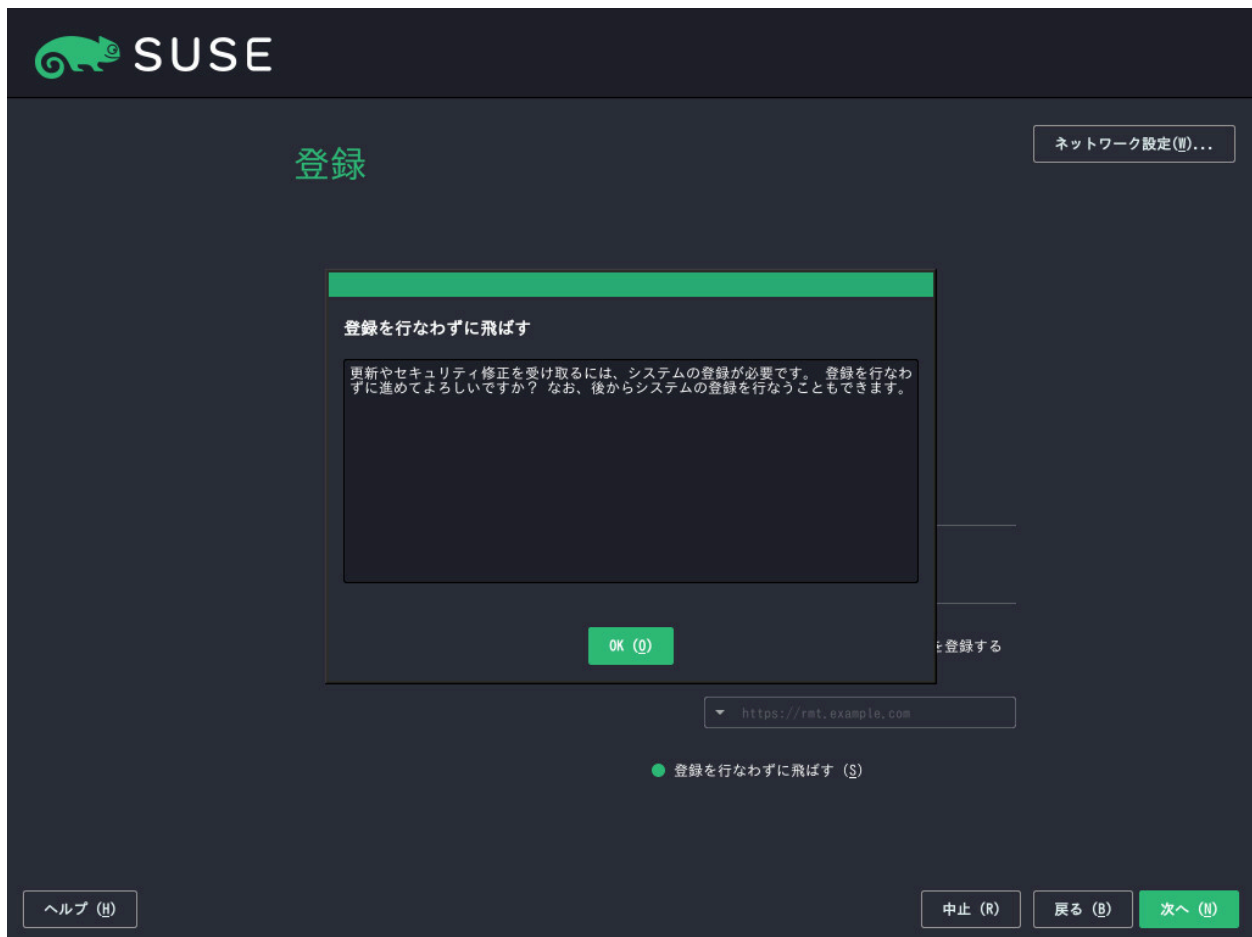 SUSE
登録
ネットワーク設定(W)...
登録を行なわずに飛ばす
更新やセキュリティ修正を受け取るには、システムの登録が必要です。 登録を行なわ
ずに進めてよろしいですか? なお、後からシステムの登録を行なうこともできます。
OK (O)
を登録する
https://rmt.example.com
登録を行なわずに飛ばす (S)
ヘルプ (H)
中止 (R)
戻る (B)
次へ (N)